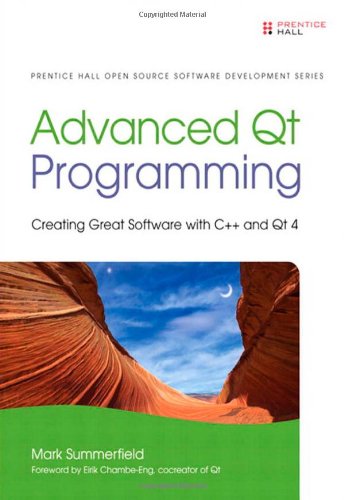 Copyrighted Material
PRENTICE
HALL
PRENTICE HALL OPEN SOURCE SOFTWARE DEVELOPMENT SERIES
Advanced Qt
Programming
Creating Great Software with C++ and Qt 4
Mark Summerfield
Foreword by Eirik Chambe-Eng, cocreator of Qt